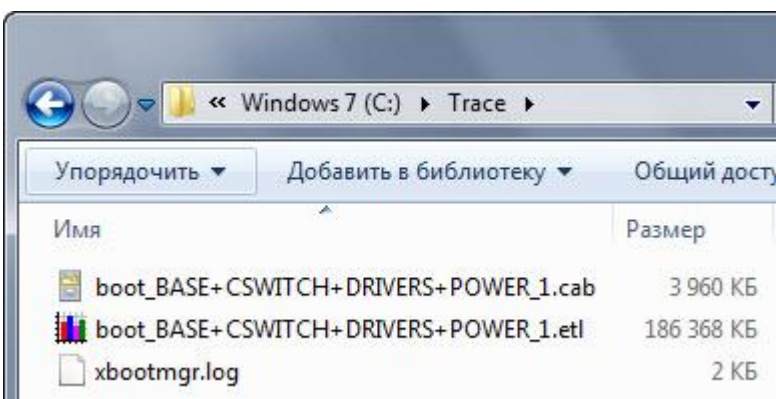 « Windows 7 (C:) Trace
Упорядочить Добавить в библиотеку Общий дост
Имя Размер
boot_BASE+CSWITCH+DRIVERS+POWER_1.cab 3 960 КБ
boot_BASE+CSWITCH+DRIVERS+POWER_1.etl 186 368 КБ
xbootmgr.log 2 КБ